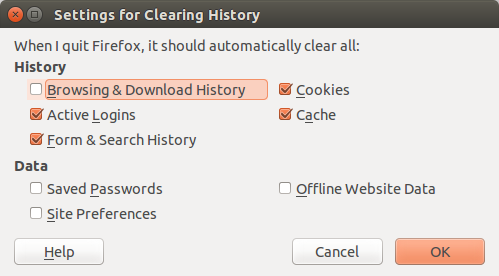 Settings for Clearing History
When I quit Firefox, it should automatically clear all:
History
Browsing & Download History Cookies
Active Logins Cache
Form & Search History
Data
Saved Passwords Offline Website Data
Site Preferences
Help Cancel OK